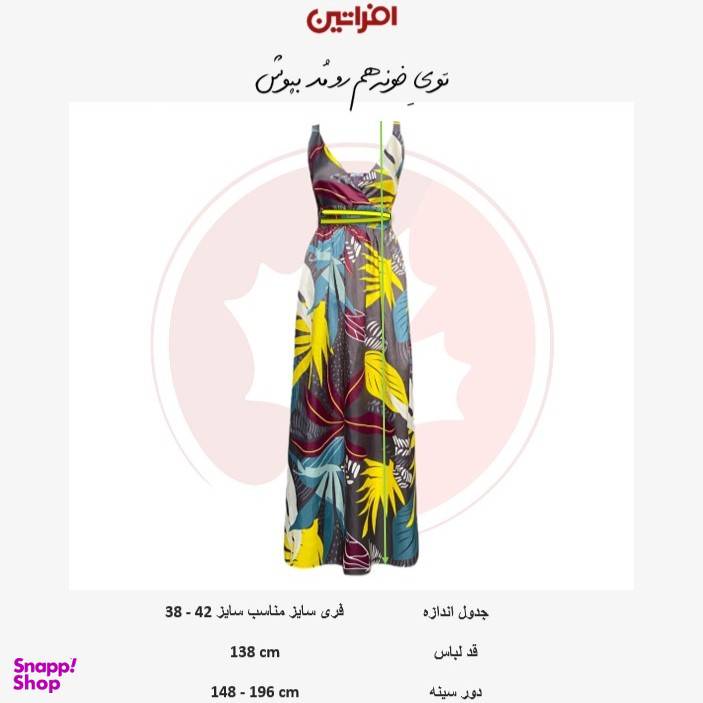 افراتین
تویِ خونه هم رو مُد بپوش
جدول اندازه فری سایز مناسب سایز 42 - 38
قد لباس 138 cm
دور سینه 148 - 196 cm
Snapp!
Shop